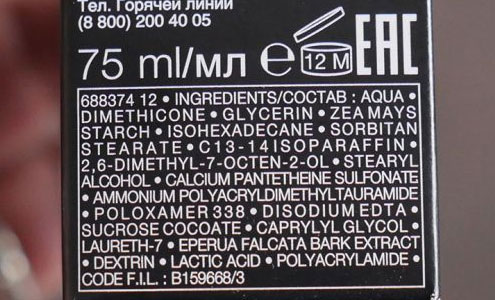 Тел. Горячей линии
(8 800) 200 40 05
75 ml/мл ℮ 12 M EAC
688374 12 • INGREDIENTS/СОСТАВ : AQUA •
DIMETHICONE • GLYCERIN • ZEA MAYS
STARCH • ISOHEXADECANE • SORBITAN
STEARATE • C13-14 ISOPARAFFIN •
2,6-DIMETHYL-7-OCTEN-2-OL • STEARYL
ALCOHOL • CALCIUM PANTETHEINE SULFONATE
• AMMONIUM POLYACRYLDIMETHYLTAURAMIDE
• POLOXAMER 338 • DISODIUM EDTA •
SUCROSE COCOATE • CAPRYLYL GLYCOL •
LAURETH-7 • EPERUA FALCATA BARK EXTRACT
• DEXTRIN • LACTIC ACID • POLYACRYLAMIDE •
CODE F.I.L. : B159668/3